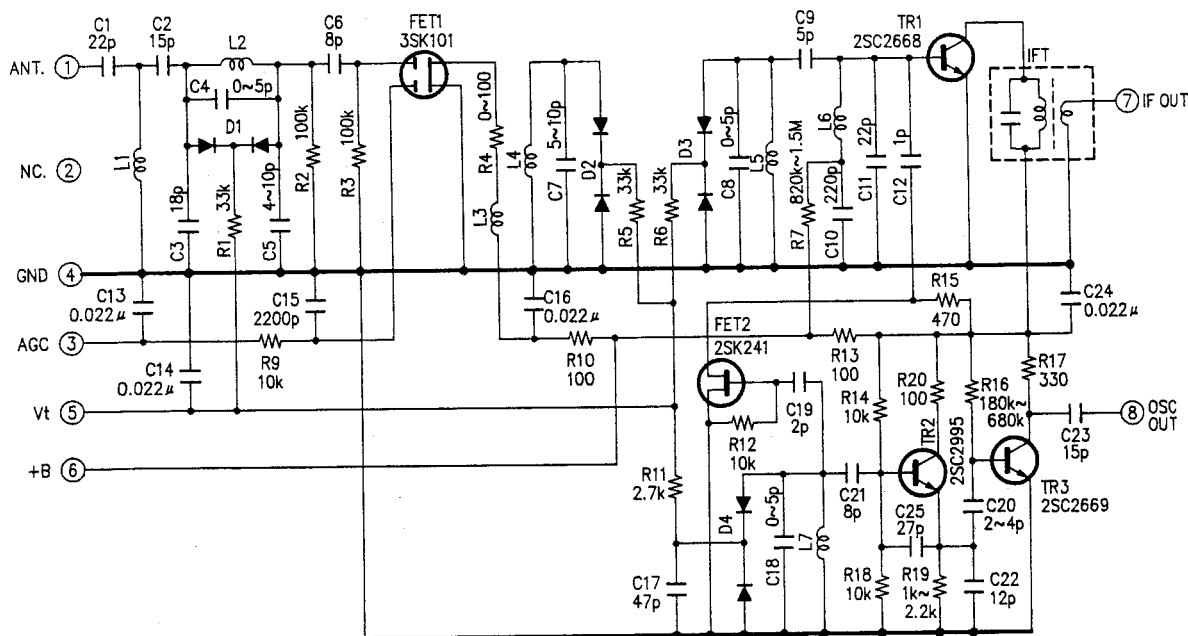 C1
22p
C2
15p
L2
C6
8p
FET1
3SK101
C9
5p
TR1
2SC2668
IFT
ANT. 1
C4
0~5p
D1
100k
100k
0~100
R4
L4
5~10p
C7
D2
D3
0~5p
C8
L5
820k~1.5M
L6
22p
1p
7 IF OUT
NC. 2
L1
18p
C3
33k
R1
4~10p
C5
R2
R3
L3
33k
R5
33k
R6
R7
220p
C10
C11
C12
GND 4
C13
0.022μ
C15
2200p
C16
0.022μ
R15
470
C24
0.022μ
AGC 3
R9
10k
R10
100
FET2
2SK241
R13
100
C14
0.022μ
R14
10k
R20
100
R16
180k~
680k
R17
330
Vt 5
C19
2p
R12
10k
TR2
2SC2995
C23
15p
8 OSC
OUT
+B 6
R11
2.7k
D4
0~5p
C18
L7
C21
8p
C25
27p
C20
2~4p
TR3
2SC2669
C17
47p
R18
10k
R19
1k~
2.2k
C22
12p